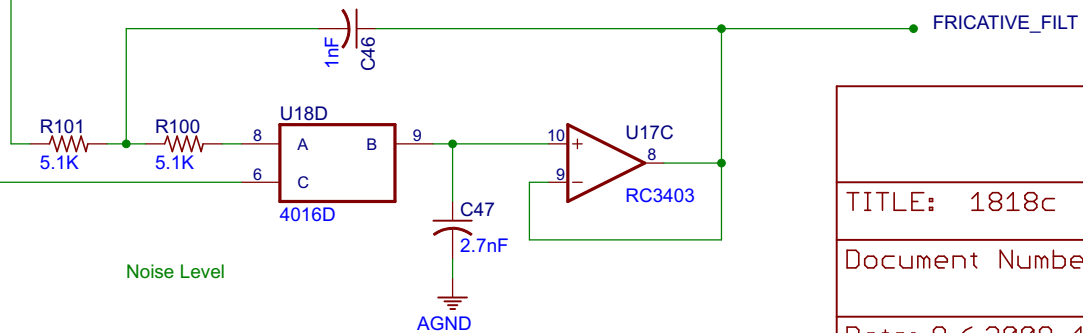 FRICATIVE_FILT
1nF
C46
U18D
R101
R100
8
A
B
9
10
+
U17C
8
5.1K
5.1K
6
C
9
−
RC3403
4016D
C47
2.7nF
Noise Level
AGND
TITLE: 1818c
Document Numbe